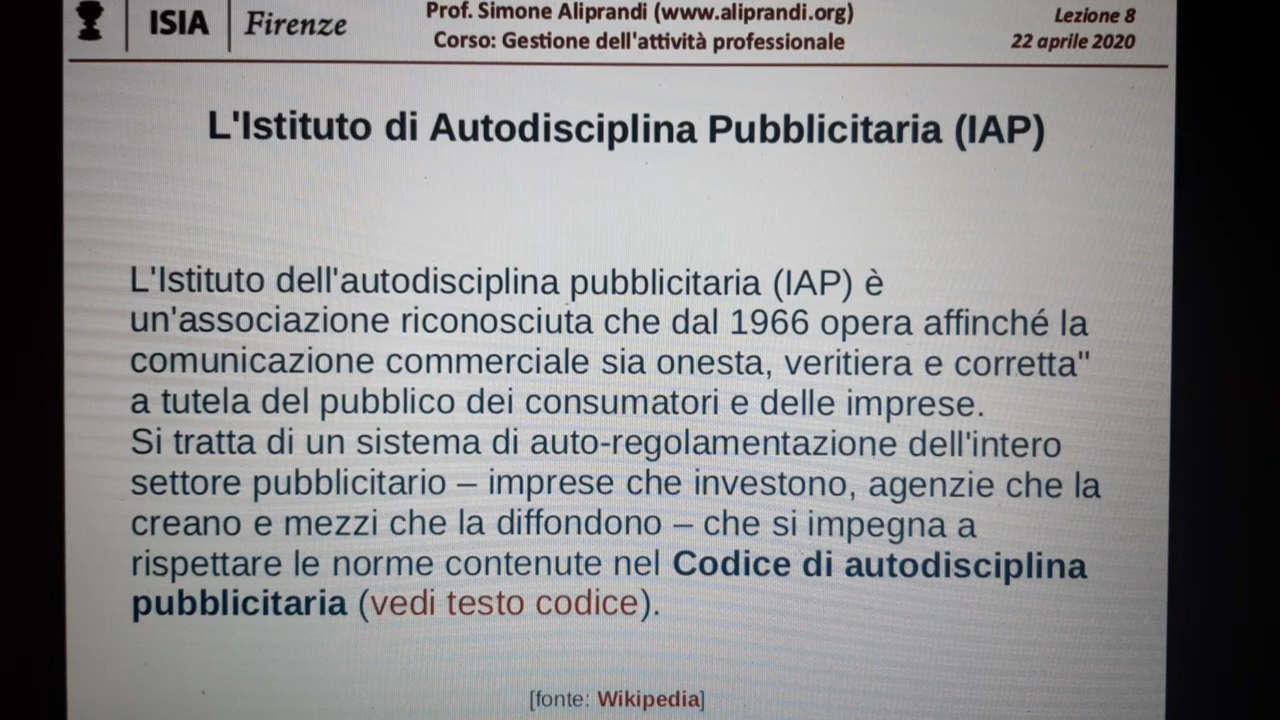 ISIA Firenze
Prof. Simone Aliprandi (www.aliprandi.org)
Corso: Gestione dell'attività professionale
Lezione 8
22 aprile 2020
L'Istituto di Autodisciplina Pubblicitaria (IAP)
L'Istituto dell'autodisciplina pubblicitaria (IAP) è
un'associazione riconosciuta che dal 1966 opera affinché la
comunicazione commerciale sia onesta, veritiera e corretta"
a tutela del pubblico dei consumatori e delle imprese.
Si tratta di un sistema di auto-regolamentazione dell'intero
settore pubblicitario – imprese che investono, agenzie che la
creano e mezzi che la diffondono – che si impegna a
rispettare le norme contenute nel Codice di autodisciplina
pubblicitaria (vedi testo codice).
[fonte: Wikipedia]